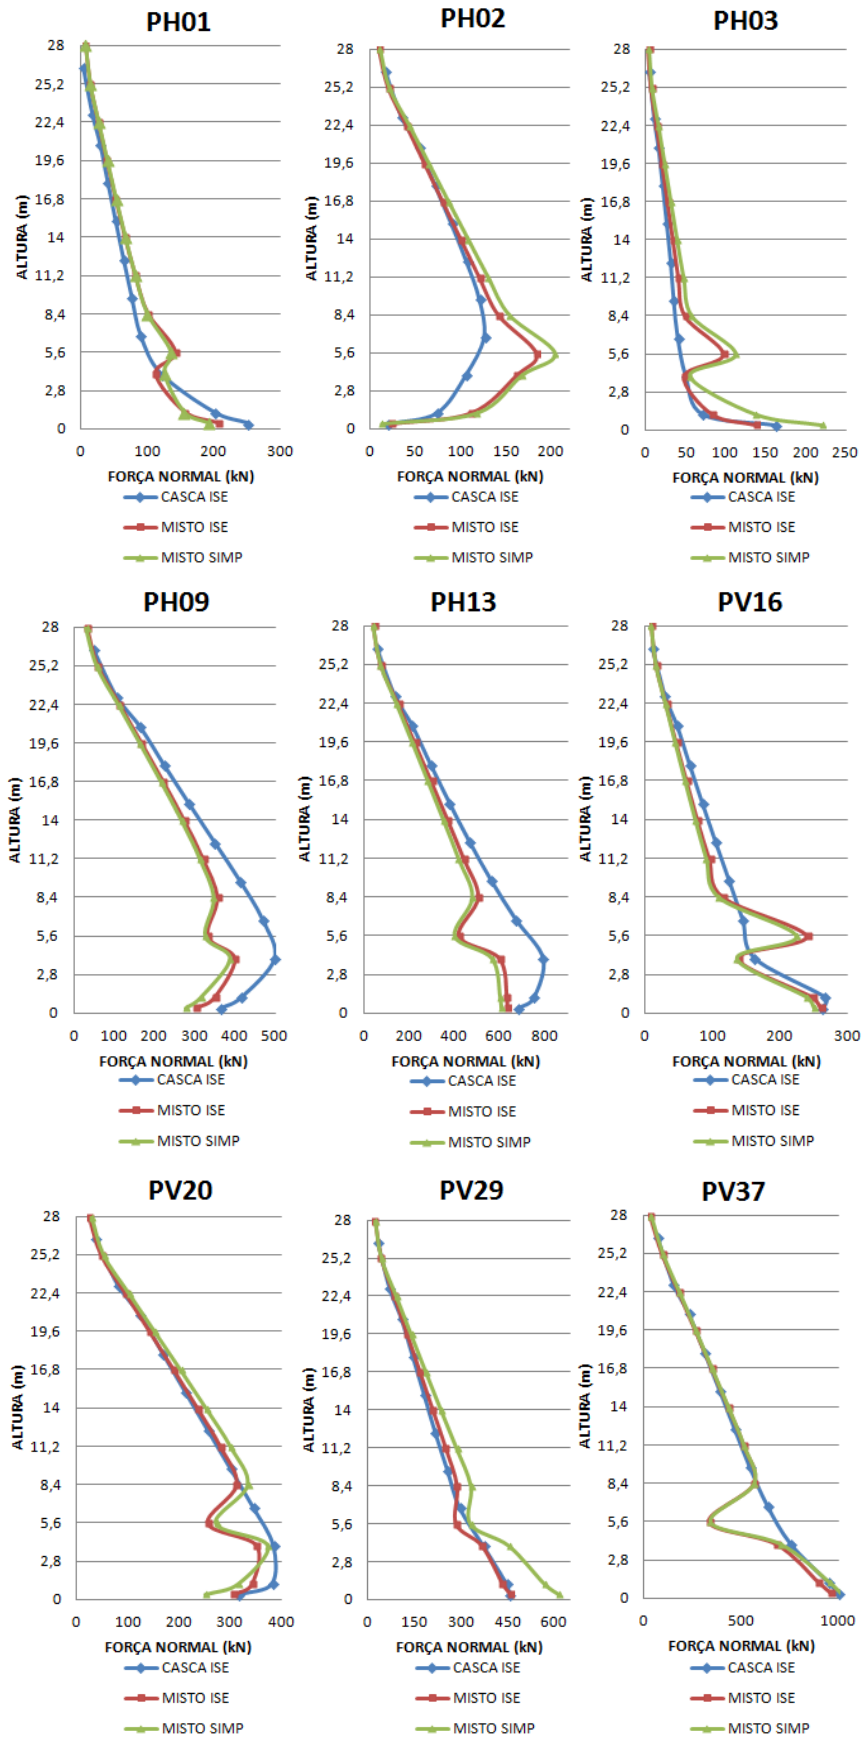 PH01
28
25,2
22,4
19,6
16,8
14
11,2
8,4
5,6
2,8
0
ALTURA (m)
0 100 200 300
FORÇA NORMAL (kN)
CASCA ISE
MISTO ISE
MISTO SIMP
PH02
28
25,2
22,4
19,6
16,8
14
11,2
8,4
5,6
2,8
0
ALTURA (m)
0 50 100 150 200
FORÇA NORMAL (kN)
CASCA ISE
MISTO ISE
MISTO SIMP
PH03
28
25,2
22,4
19,6
16,8
14
11,2
8,4
5,6
2,8
0
ALTURA (m)
0 50 100 150 200 250
FORÇA NORMAL (kN)
CASCA ISE
MISTO ISE
MISTO SIMP
PH09
28
25,2
22,4
19,6
16,8
14
11,2
8,4
5,6
2,8
0
ALTURA (m)
0 100 200 300 400 500
FORÇA NORMAL (kN)
CASCA ISE
MISTO ISE
MISTO SIMP
PH13
28
25,2
22,4
19,6
16,8
14
11,2
8,4
5,6
2,8
0
ALTURA (m)
0 200 400 600 800
FORÇA NORMAL (kN)
CASCA ISE
MISTO ISE
MISTO SIMP
PV16
28
25,2
22,4
19,6
16,8
14
11,2
8,4
5,6
2,8
0
ALTURA (m)
0 100 200 300
FORÇA NORMAL (kN)
CASCA ISE
MISTO ISE
MISTO SIMP
PV20
28
25,2
22,4
19,6
16,8
14
11,2
8,4
5,6
2,8
0
ALTURA (m)
0 100 200 300 400
FORÇA NORMAL (kN)
CASCA ISE
MISTO ISE
MISTO SIMP
PV29
28
25,2
22,4
19,6
16,8
14
11,2
8,4
5,6
2,8
0
ALTURA (m)
0 150 300 450 600
FORÇA NORMAL (kN)
CASCA ISE
MISTO ISE
MISTO SIMP
PV37
28
25,2
22,4
19,6
16,8
14
11,2
8,4
5,6
2,8
0
ALTURA (m)
0 500 1000
FORÇA NORMAL (kN)
CASCA ISE
MISTO ISE
MISTO SIMP